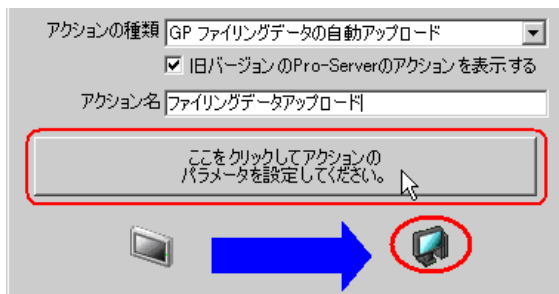 アクションの種類 GP ファイリングデータの自動アップロード
旧バージョンのPro-Serverのアクションを表示する
アクション名 ファイリングデータアップロード
ここをクリックしてアクションの
パラメータを設定してください。